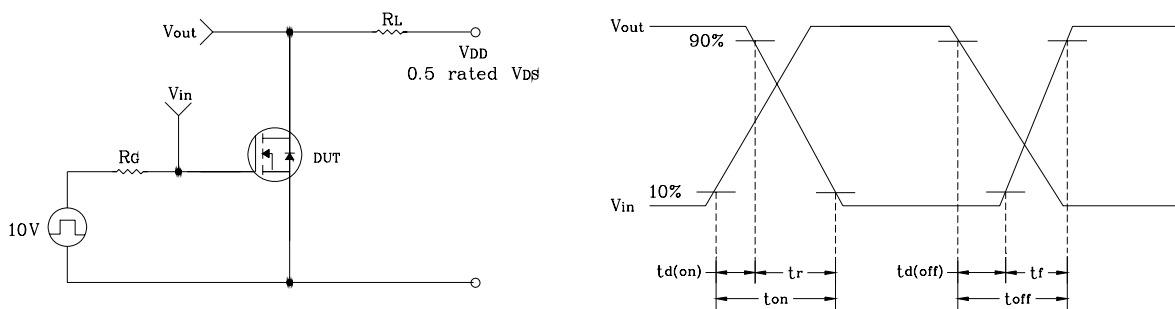 Vout
RL
VDD
0.5 rated VDS
Vin
RG
DUT
10V
Vout
90%
10%
Vin
td(on)
tr
td(off)
tf
ton
toff